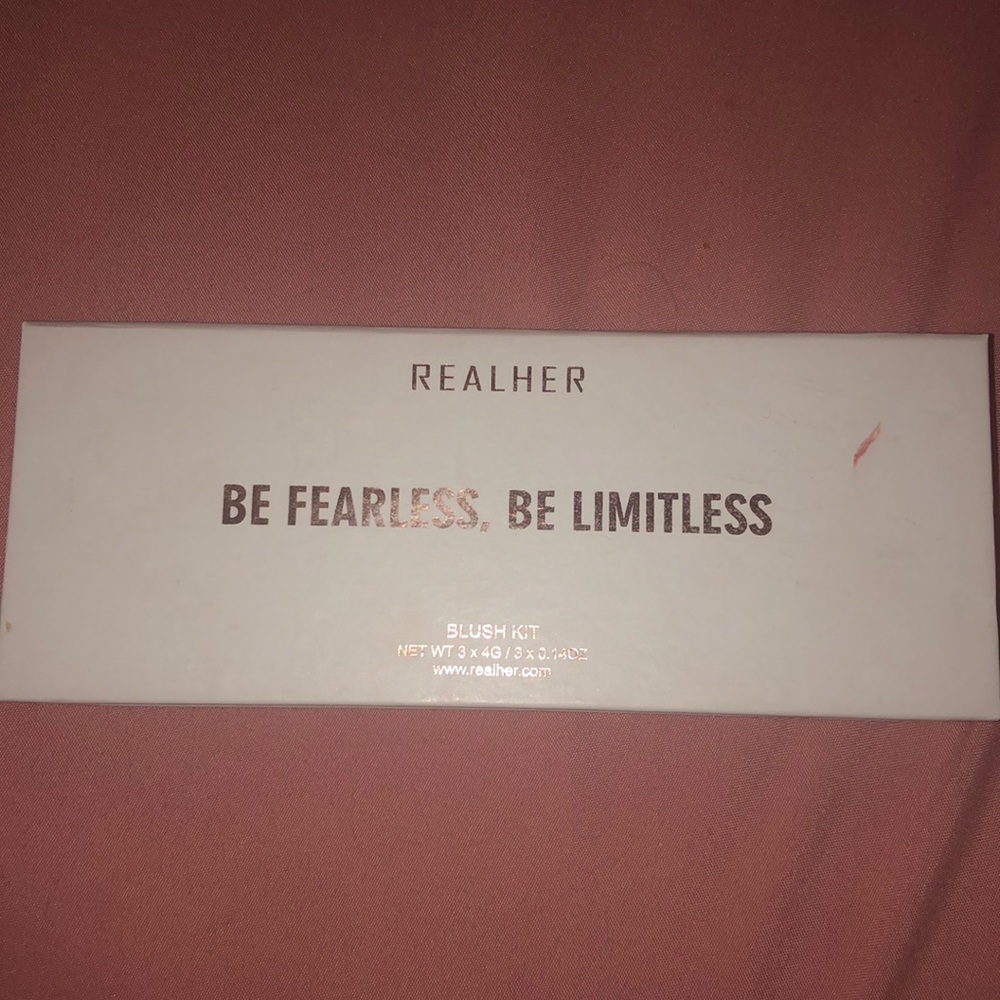 REALHER
BE FEARLESS, BE LIMITLESS
BLUSH KIT
NET WT 3 x 4G / 3 x 0.14OZ
www.realher.com